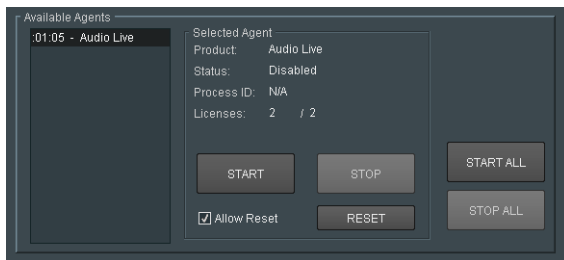 Available Agents
:01:05 - Audio Live
Selected Agent
Product: Audio Live
Status: Disabled
Process ID: N/A
Licenses: 2 / 2
START STOP
Allow Reset RESET
START ALL
STOP ALL